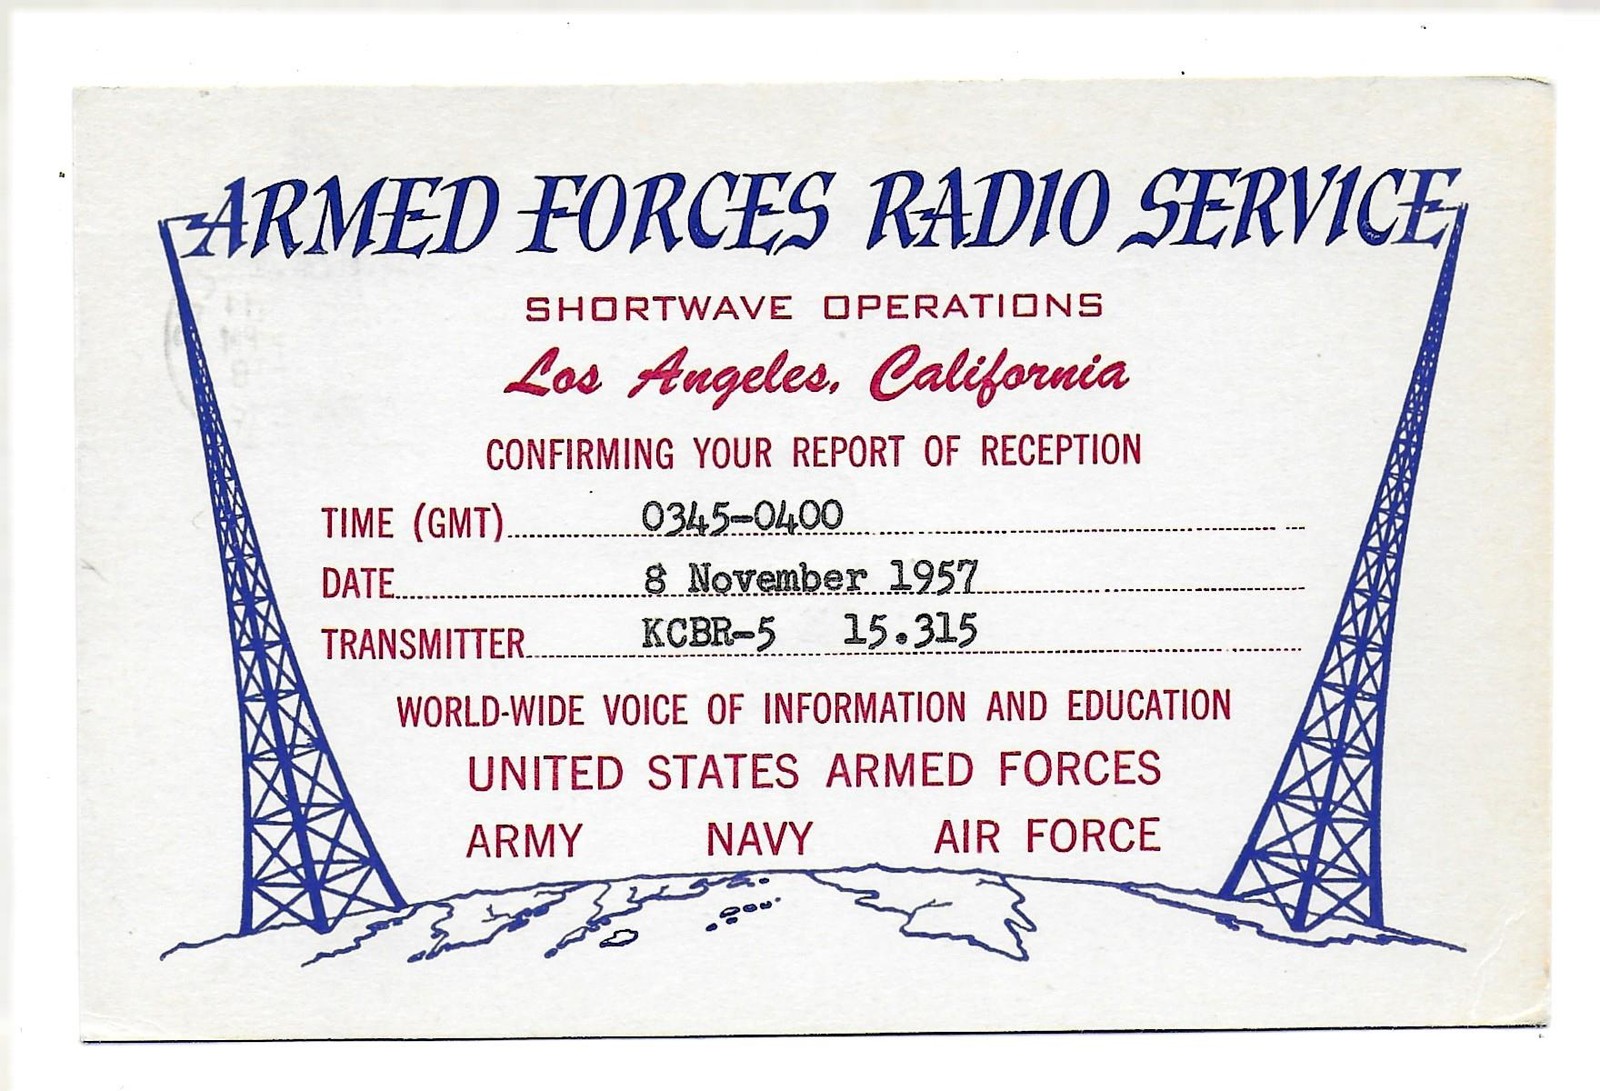 ARMED FORCES RADIO SERVICE
SHORTWAVE OPERATIONS
Los Angeles, California
CONFIRMING YOUR REPORT OF RECEPTION
TIME (GMT) 0345-0400
DATE 8 November 1957
TRANSMITTER KCBR-5 15.315
WORLD-WIDE VOICE OF INFORMATION AND EDUCATION
UNITED STATES ARMED FORCES
ARMY NAVY AIR FORCE